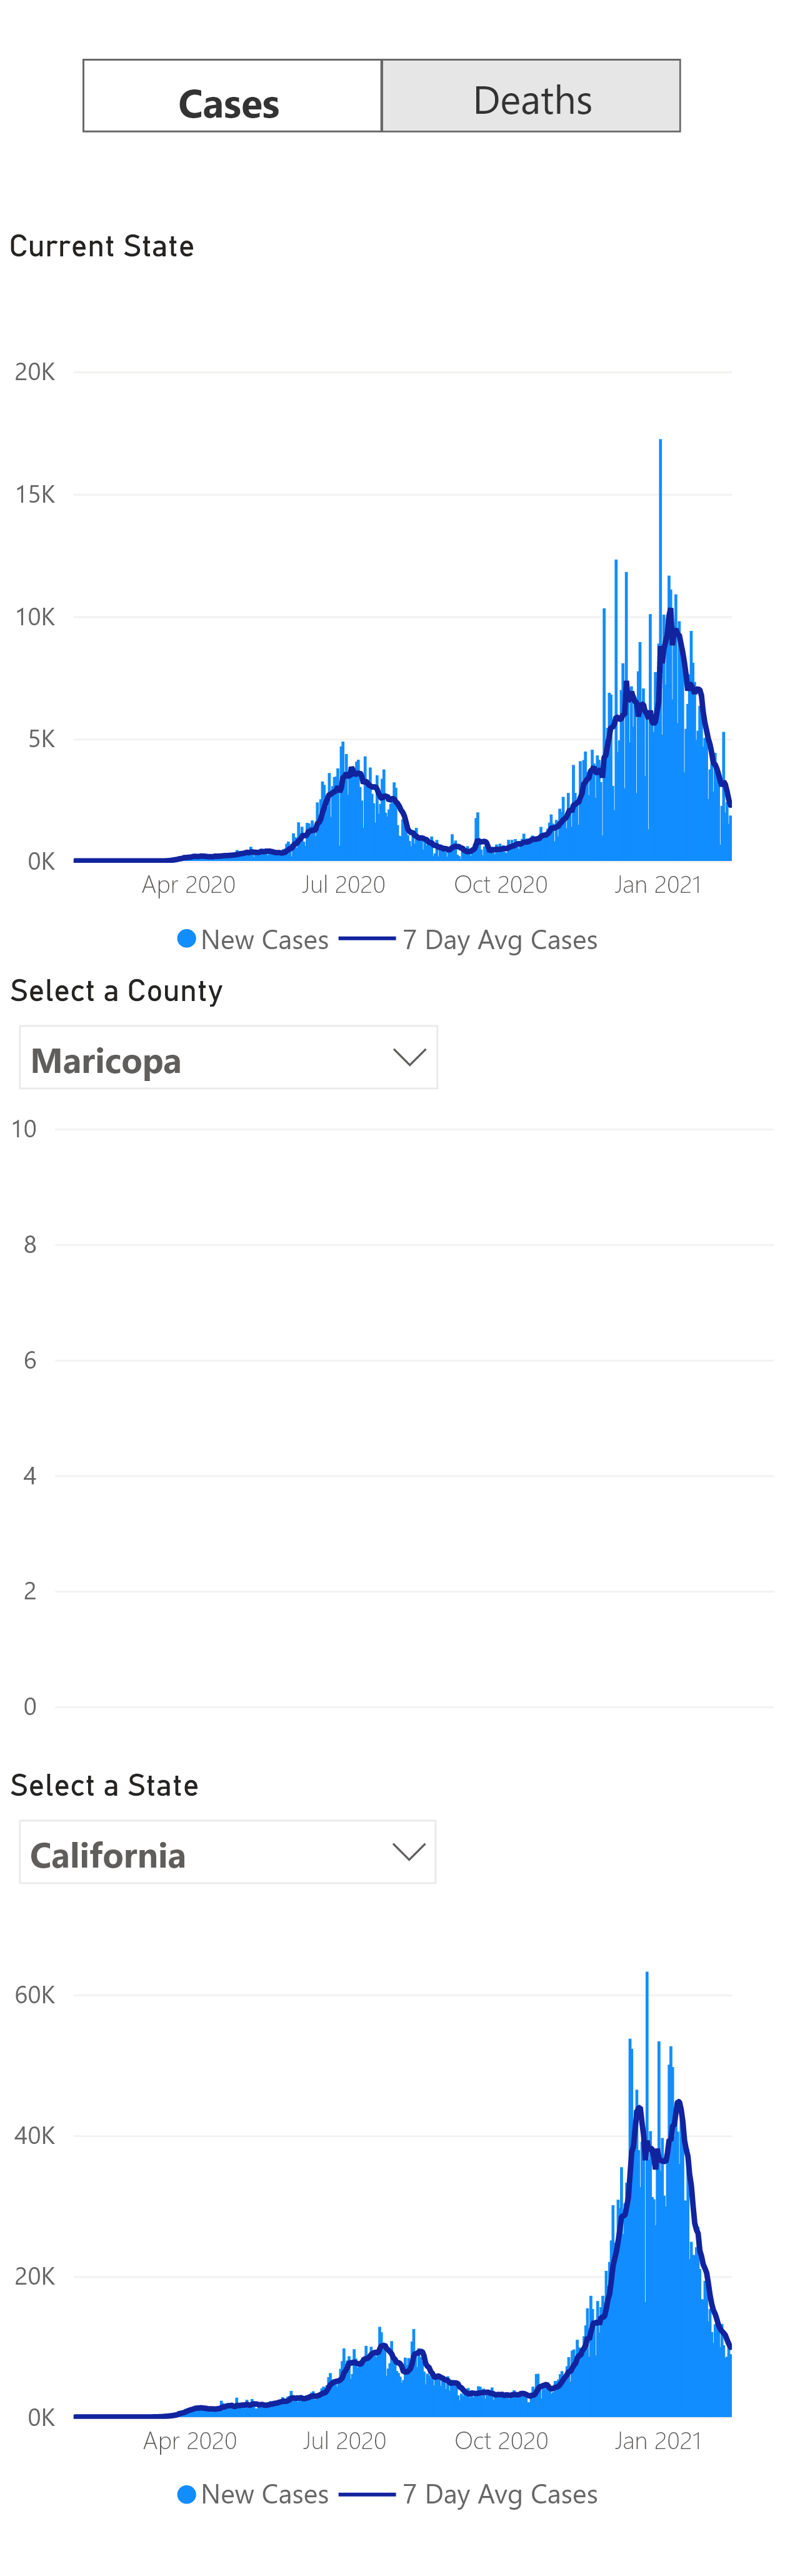 Cases Deaths
Current State
20K
15K
10K
5K
0K
Apr 2020 Jul 2020 Oct 2020 Jan 2021
New Cases 7 Day Avg Cases
Select a County
Maricopa
10
8
6
4
2
0
Select a State
California
60K
40K
20K
0K
Apr 2020 Jul 2020 Oct 2020 Jan 2021
New Cases 7 Day Avg Cases